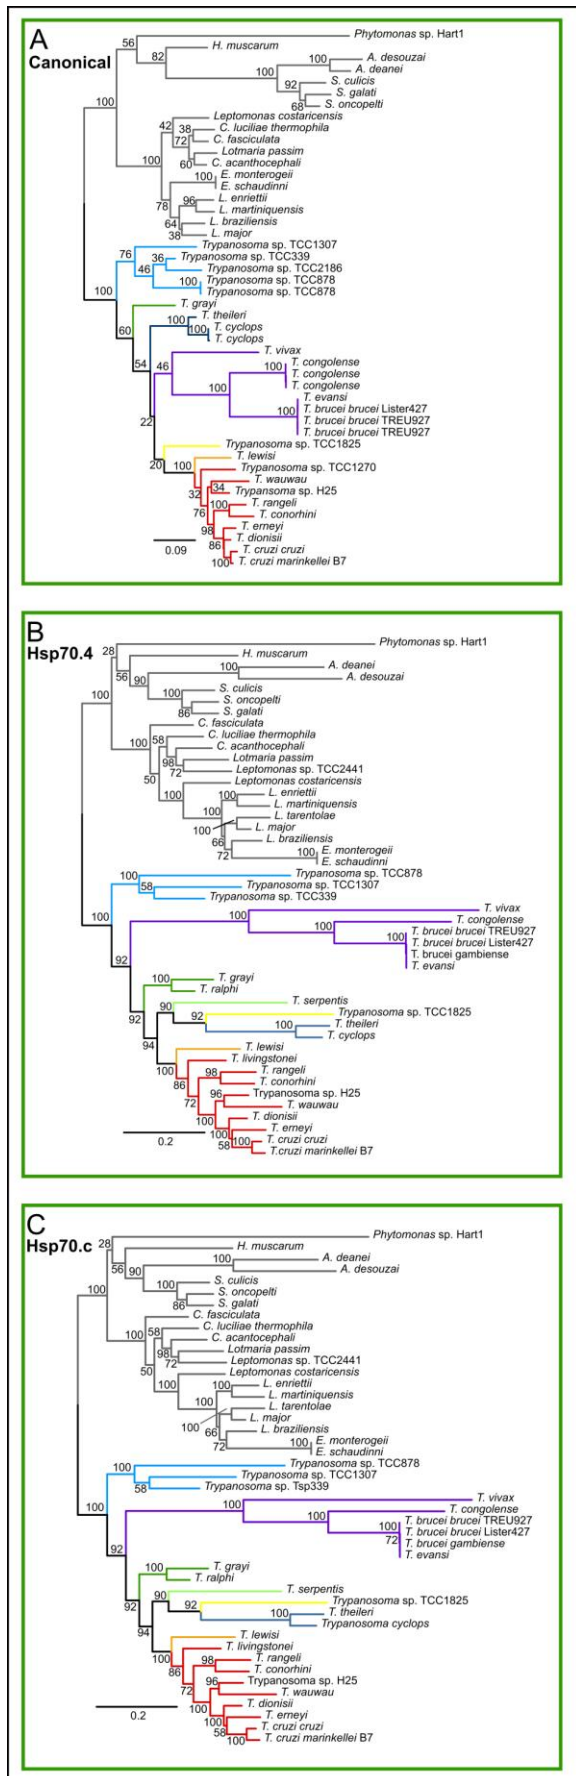 A
Canonical
Phytomonas sp. Hart1
56
H. muscarum
82
A. desouzai
100
A. deanei
100
S. culicis
92
S. galati
68
S. oncopelti
100
Leptomonas costaricensis
42
38
C. luciliae thermophila
72
C. fasciculata
Lotmaria passim
100
60
C. acanthocephali
100
E. monterogeii
E. schaudinni
78
96
L. enriettii
L. martiniquensis
64
L. braziliensis
38
L. major
76
Trypanosoma sp. TCC1307
36
Trypanosoma sp. TCC339
46
Trypanosoma sp. TCC2186
100
Trypanosoma sp. TCC878
Trypanosoma sp. TCC878
100
T. grayi
60
100
T. theileri
100
T. cyclops
T. cyclops
54
T. vivax
46
100
T. congolense
T. congolense
T. congolense
100
T. evansi
100
T. brucei brucei Lister427
T. brucei brucei TREU927
T. brucei brucei TREU927
22
Trypanosoma sp. TCC1825
20
100
T. lewisi
Trypanosoma sp. TCC1270
32
T. wauwau
34
Trypansoma sp. H25
76
100
T. rangeli
T. conorhini
98
T. erneyi
86
T. dionisii
T. cruzi cruzi
100
T. cruzi marinkellei B7
0.09
B
Hsp70.4
Phytomonas sp. Hart1
28
H. muscarum
56
100
A. deanei
90
A. desouzai
S. culicis
100
S. oncopelti
86
S. galati
100
C. fasciculata
58
C. luciliae thermophila
100
C. acanthocephali
98
Lotmaria passim
72
Leptomonas sp. TCC2441
50
Leptomonas costaricensis
100
L. enriettii
100
L. martiniquensis
100
L. tarentolae
100
L. major
66
L. braziliensis
72
100
E. monterogeii
E. schaudinni
100
Trypanosoma sp. TCC878
58
Trypanosoma sp. TCC1307
Trypanosoma sp. TCC339
100
T. vivax
100
T. congolense
100
T. brucei brucei TREU927
100
T. brucei brucei Lister427
T. brucei gambiense
T. evansi
92
T. grayi
100
T. ralphi
92
T. serpentis
90
Trypanosoma sp. TCC1825
92
T. theileri
100
T. cyclops
94
T. lewisi
100
T. livingstonei
86
98
T. rangeli
T. conorhini
72
96
Trypanosoma sp. H25
T. wauwau
100
T. dionisii
100
T. erneyi
58
100
T. cruzi cruzi
T.cruzi marinkellei B7
0.2
C
Hsp70.c
Phytomonas sp. Hart1
28
H. muscarum
56
100
A. deanei
90
A. desouzai
S. culicis
100
S. oncopelti
86
S. galati
100
C. fasciculata
58
C. luciliae thermophila
100
C. acantocephali
98
Lotmaria passim
72
Leptomonas sp. TCC2441
50
Leptomonas costaricensis
100
L. enriettii
100
L. martiniquensis
100
L. tarentolae
100
L. major
66
L. braziliensis
72
100
E. monterogeii
E. schaudinni
100
Trypanosoma sp. TCC878
Trypanosoma sp. TCC1307
58
Trypanosoma sp. Tsp339
100
T. vivax
100
T. congolense
100
T. brucei brucei TREU927
100
T. brucei brucei Lister427
72
T. brucei gambiense
T. evansi
92
T. grayi
100
T. ralphi
92
T. serpentis
90
Trypanosoma sp. TCC1825
92
T. theileri
100
Trypanosoma cyclops
94
T. lewisi
100
T. livingstonei
86
98
T. rangeli
T. conorhini
72
96
Trypanosoma sp. H25
T. wauwau
100
T. dionisii
100
T. erneyi
58
T. cruzi cruzi
100
T. cruzi marinkellei B7
0.2